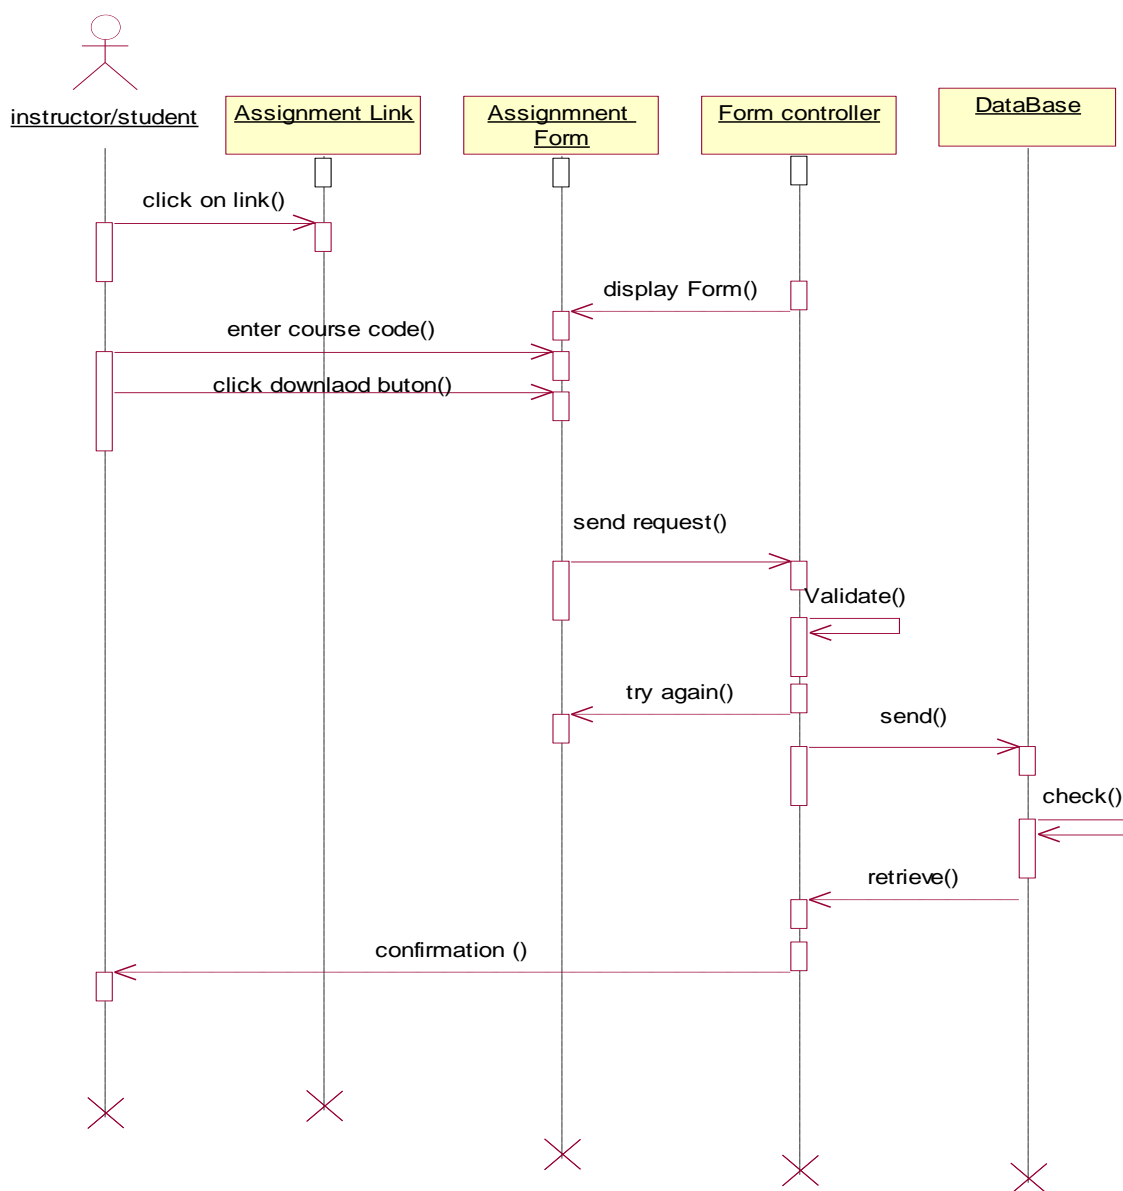 instructor/student
Assignment Link
Assignmnent
Form
Form controller
DataBase
click on link()
display Form()
enter course code()
click downlaod buton()
send request()
Validate()
try again()
send()
check()
retrieve()
confirmation ()